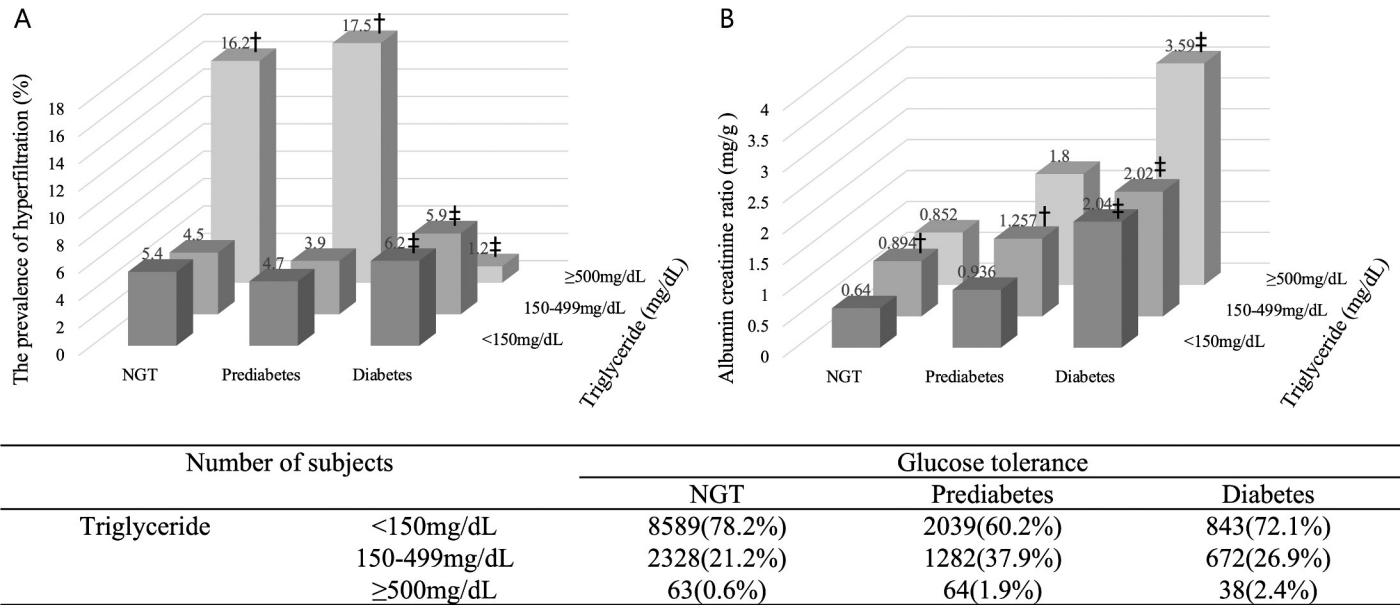 A
The prevalence of hyperfiltration (%)
18
16
14
12
10
8
6
4
2
0
16.2†
17.5†
4.5
3.9
5.9‡
1.2‡
5.4
4.7
6.2‡
NGT
Prediabetes
Diabetes
≥500mg/dL
150-499mg/dL
<150mg/dL
Triglyceride (mg/dL)
B
Albumin creatinine ratio (mg/g )
4
3.5
3
2.5
2
1.5
1
0.5
0
0.852
1.8
3.59‡
0.894†
1.257†
2.02‡
0.64
0.936
2.04‡
NGT
Prediabetes
Diabetes
≥500mg/dL
150-499mg/dL
<150mg/dL
Triglyceride (mg/dL)
Number of subjects Glucose tolerance
NGT Prediabetes Diabetes
Triglyceride <150mg/dL 8589(78.2%) 2039(60.2%) 843(72.1%)
150-499mg/dL 2328(21.2%) 1282(37.9%) 672(26.9%)
≥500mg/dL 63(0.6%) 64(1.9%) 38(2.4%)